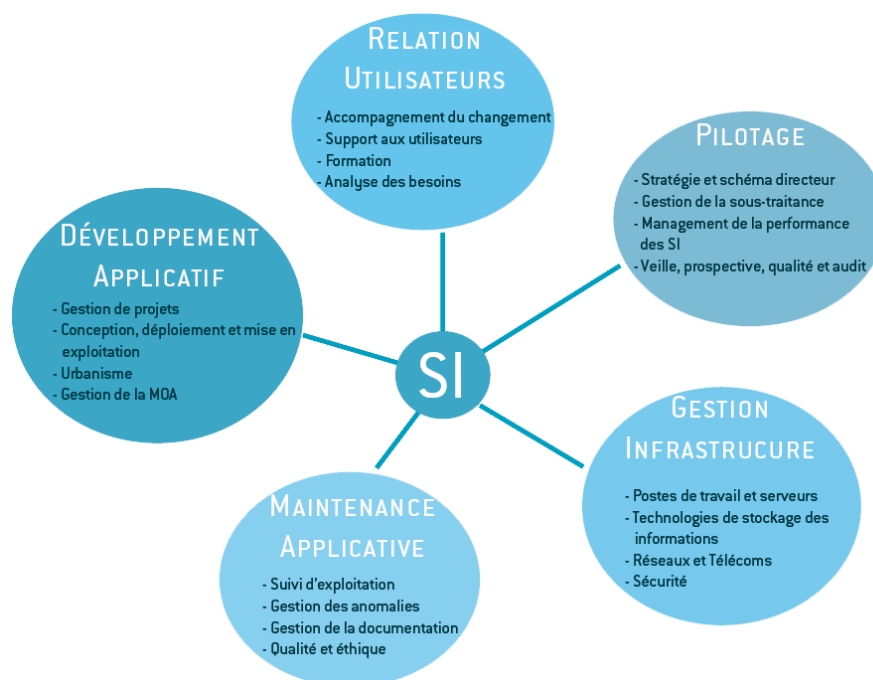 RELATION
UTILISATEURS
- Accompagnement du changement
- Support aux utilisateurs
- Formation
- Analyse des besoins
PILOTAGE
- Stratégie et schéma directeur
- Gestion de la sous-traitance
- Management de la performance
des SI
- Veille, prospective, qualité et audit
DÉVELOPPEMENT
APPLICATIF
- Gestion de projets
- Conception, déploiement et mise en
exploitation
- Urbanisme
- Gestion de la MOA
SI
GESTION
INFRASTRUCURE
- Postes de travail et serveurs
- Technologies de stockage des
informations
- Réseaux et Télécoms
- Sécurité
MAINTENANCE
APPLICATIVE
- Suivi d'exploitation
- Gestion des anomalies
- Gestion de la documentation
- Qualité et éthique